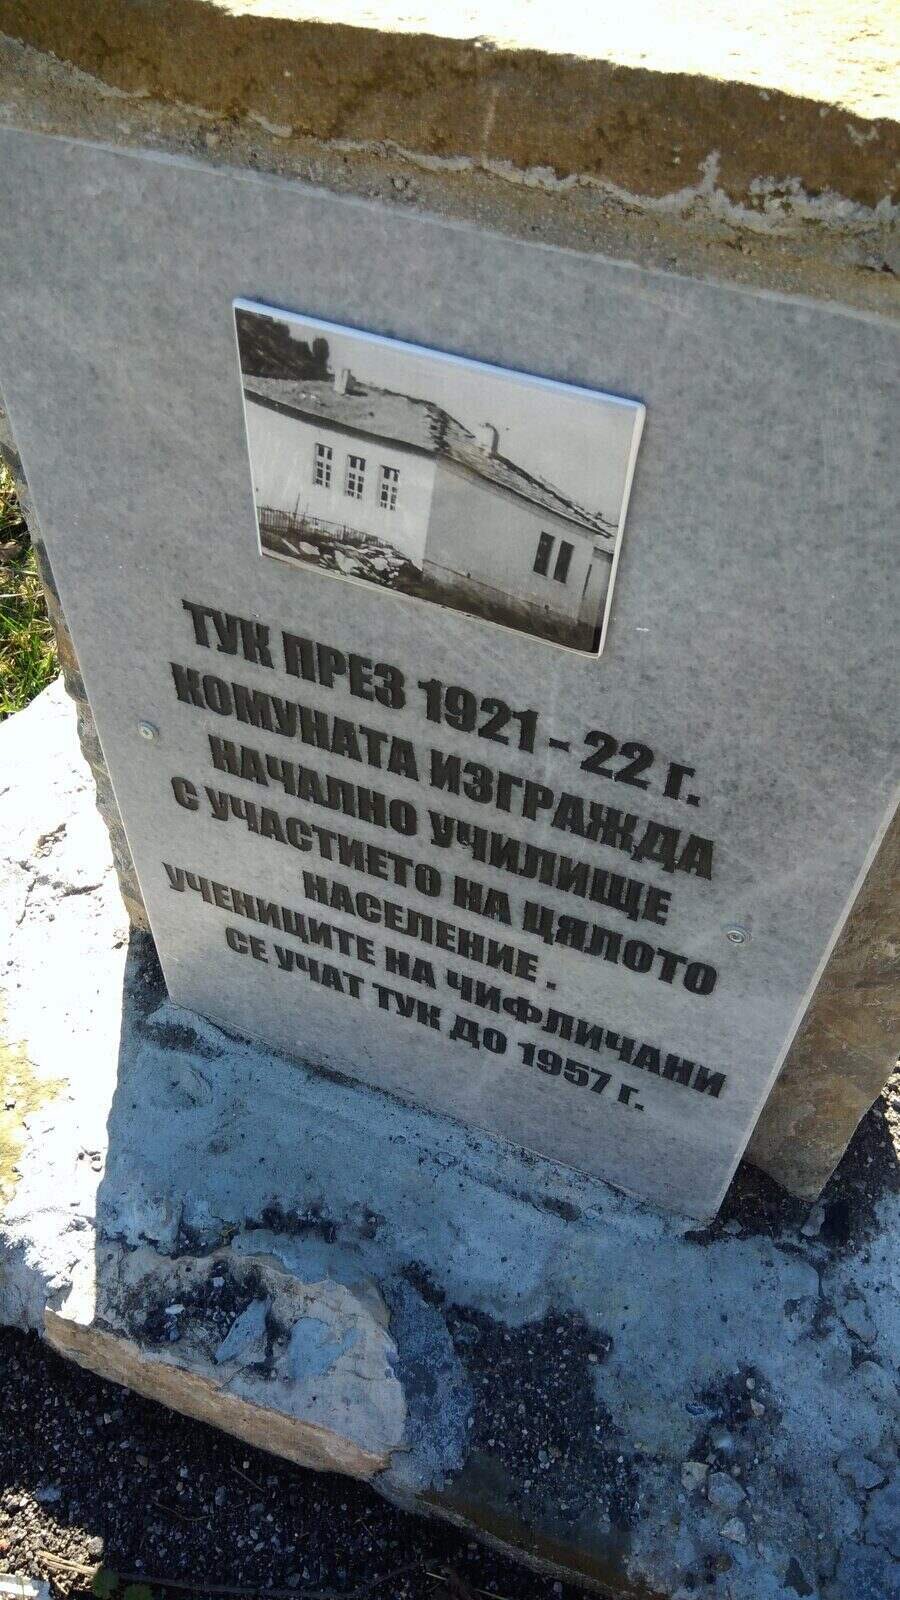 ТУК ПРЕЗ 1921 - 22 г.
КОМУНАТА ИЗГРАЖДА
НАЧАЛНО УЧИЛИЩЕ
С УЧАСТИЕТО НА ЦЯЛОТО
НАСЕЛЕНИЕ .
УЧЕНИЦИТЕ НА ЧИФЛИЧАНИ
СЕ УЧАТ ТУК ДО 1957 г.